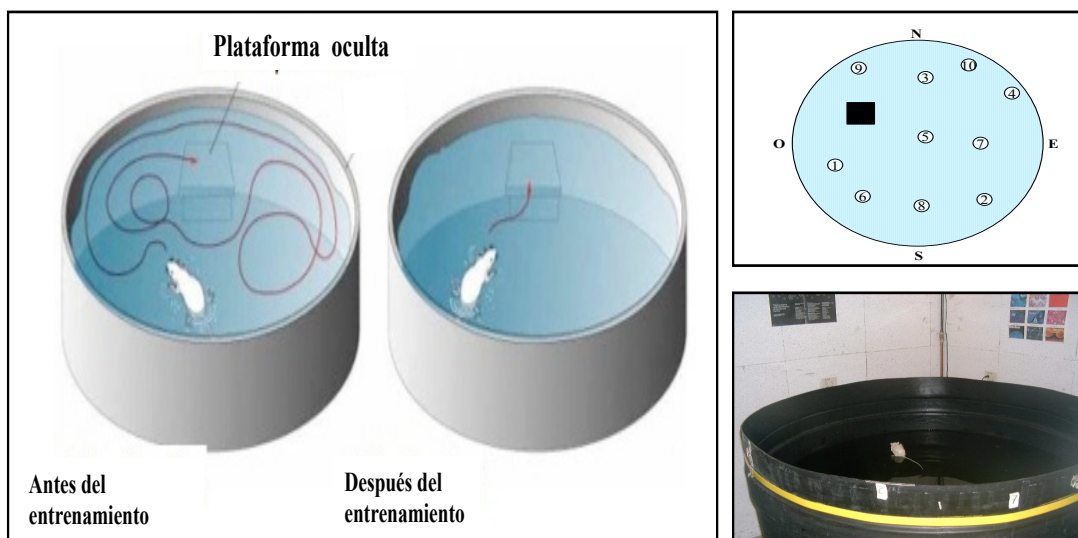 Plataforma oculta
Antes del
entrenamiento
Después del
entrenamiento
N
9
3
10
4
O
5
7
E
1
6
8
2
S